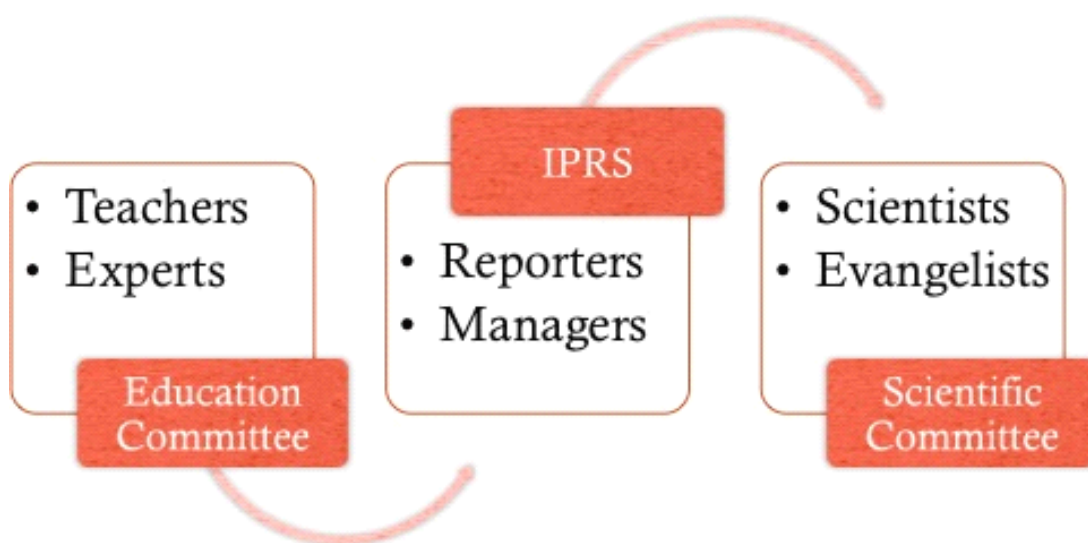 • Teachers
• Experts
Education
Committee
IPRS
• Reporters
• Managers
• Scientists
• Evangelists
Scientific
Committee